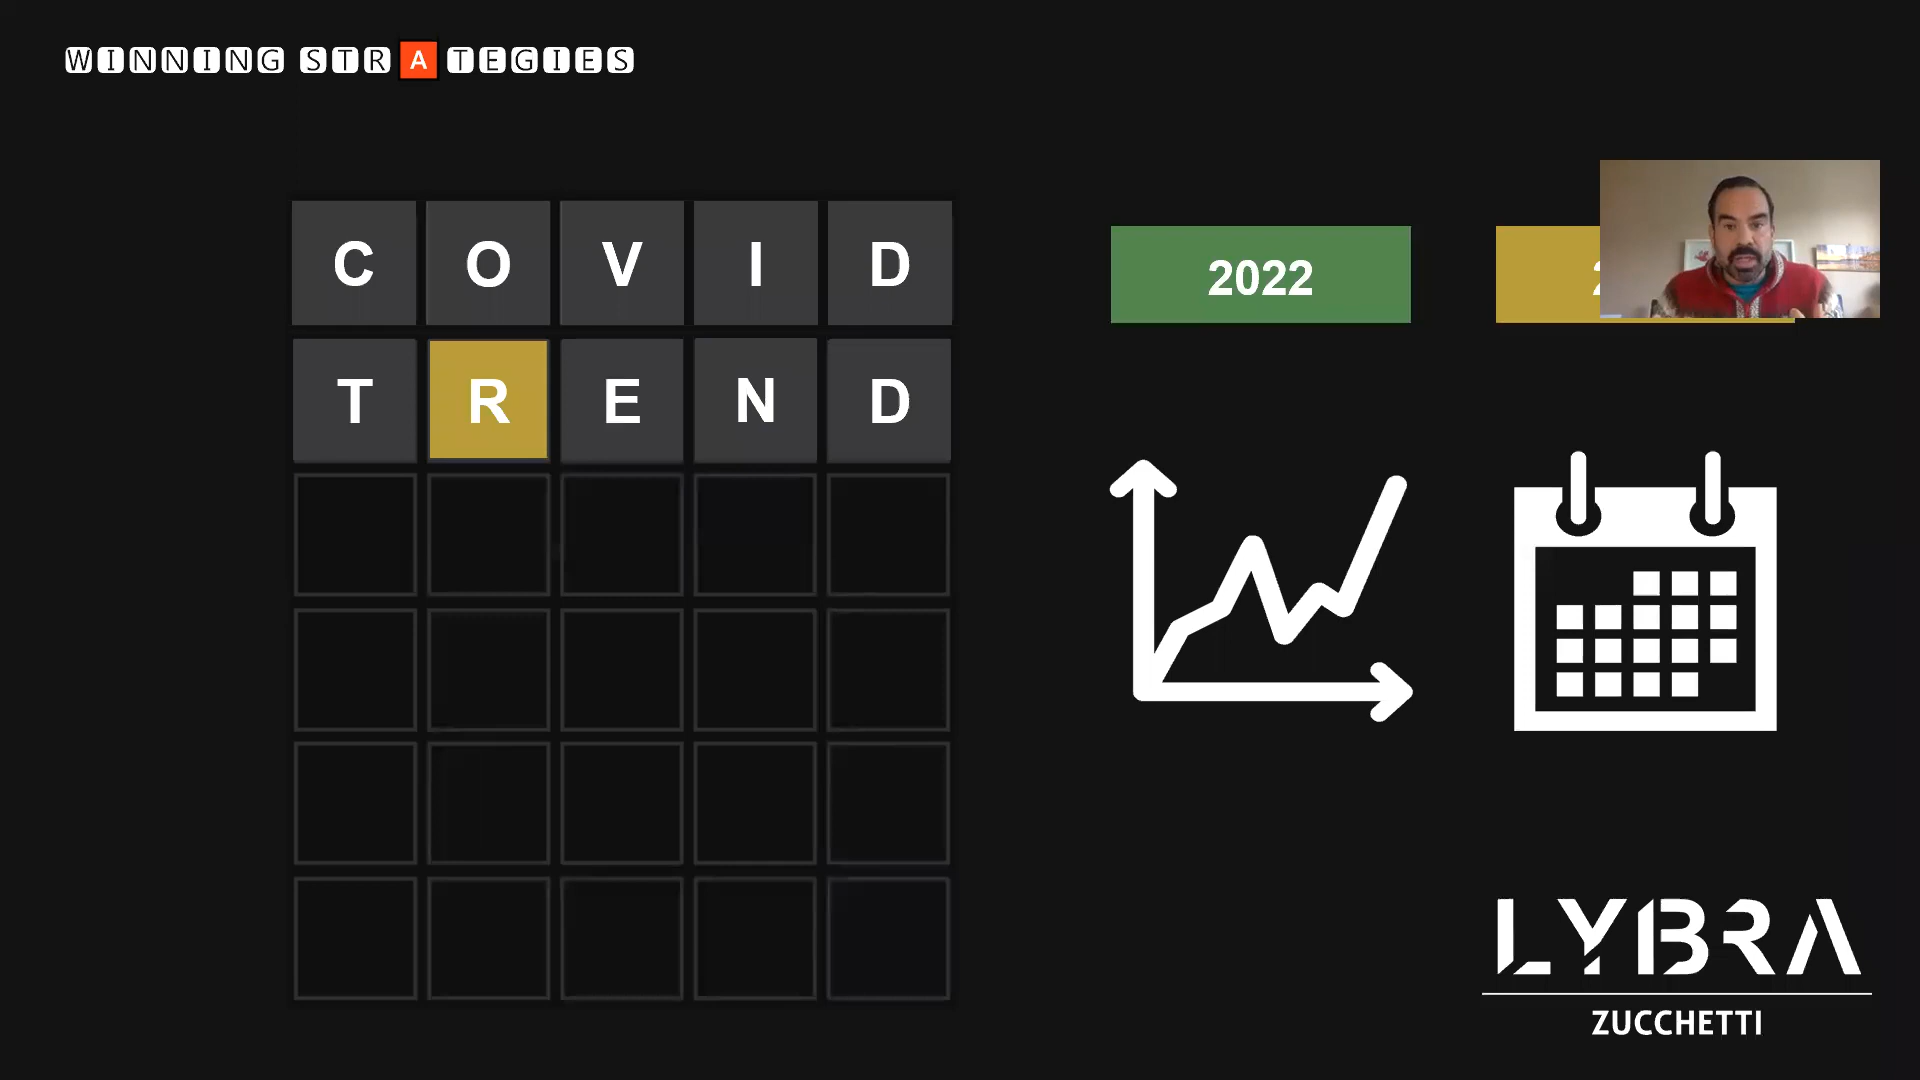 WINNING STRATEGIES
COVID
TREND
2022
LYBRA
ZUCCHETTI